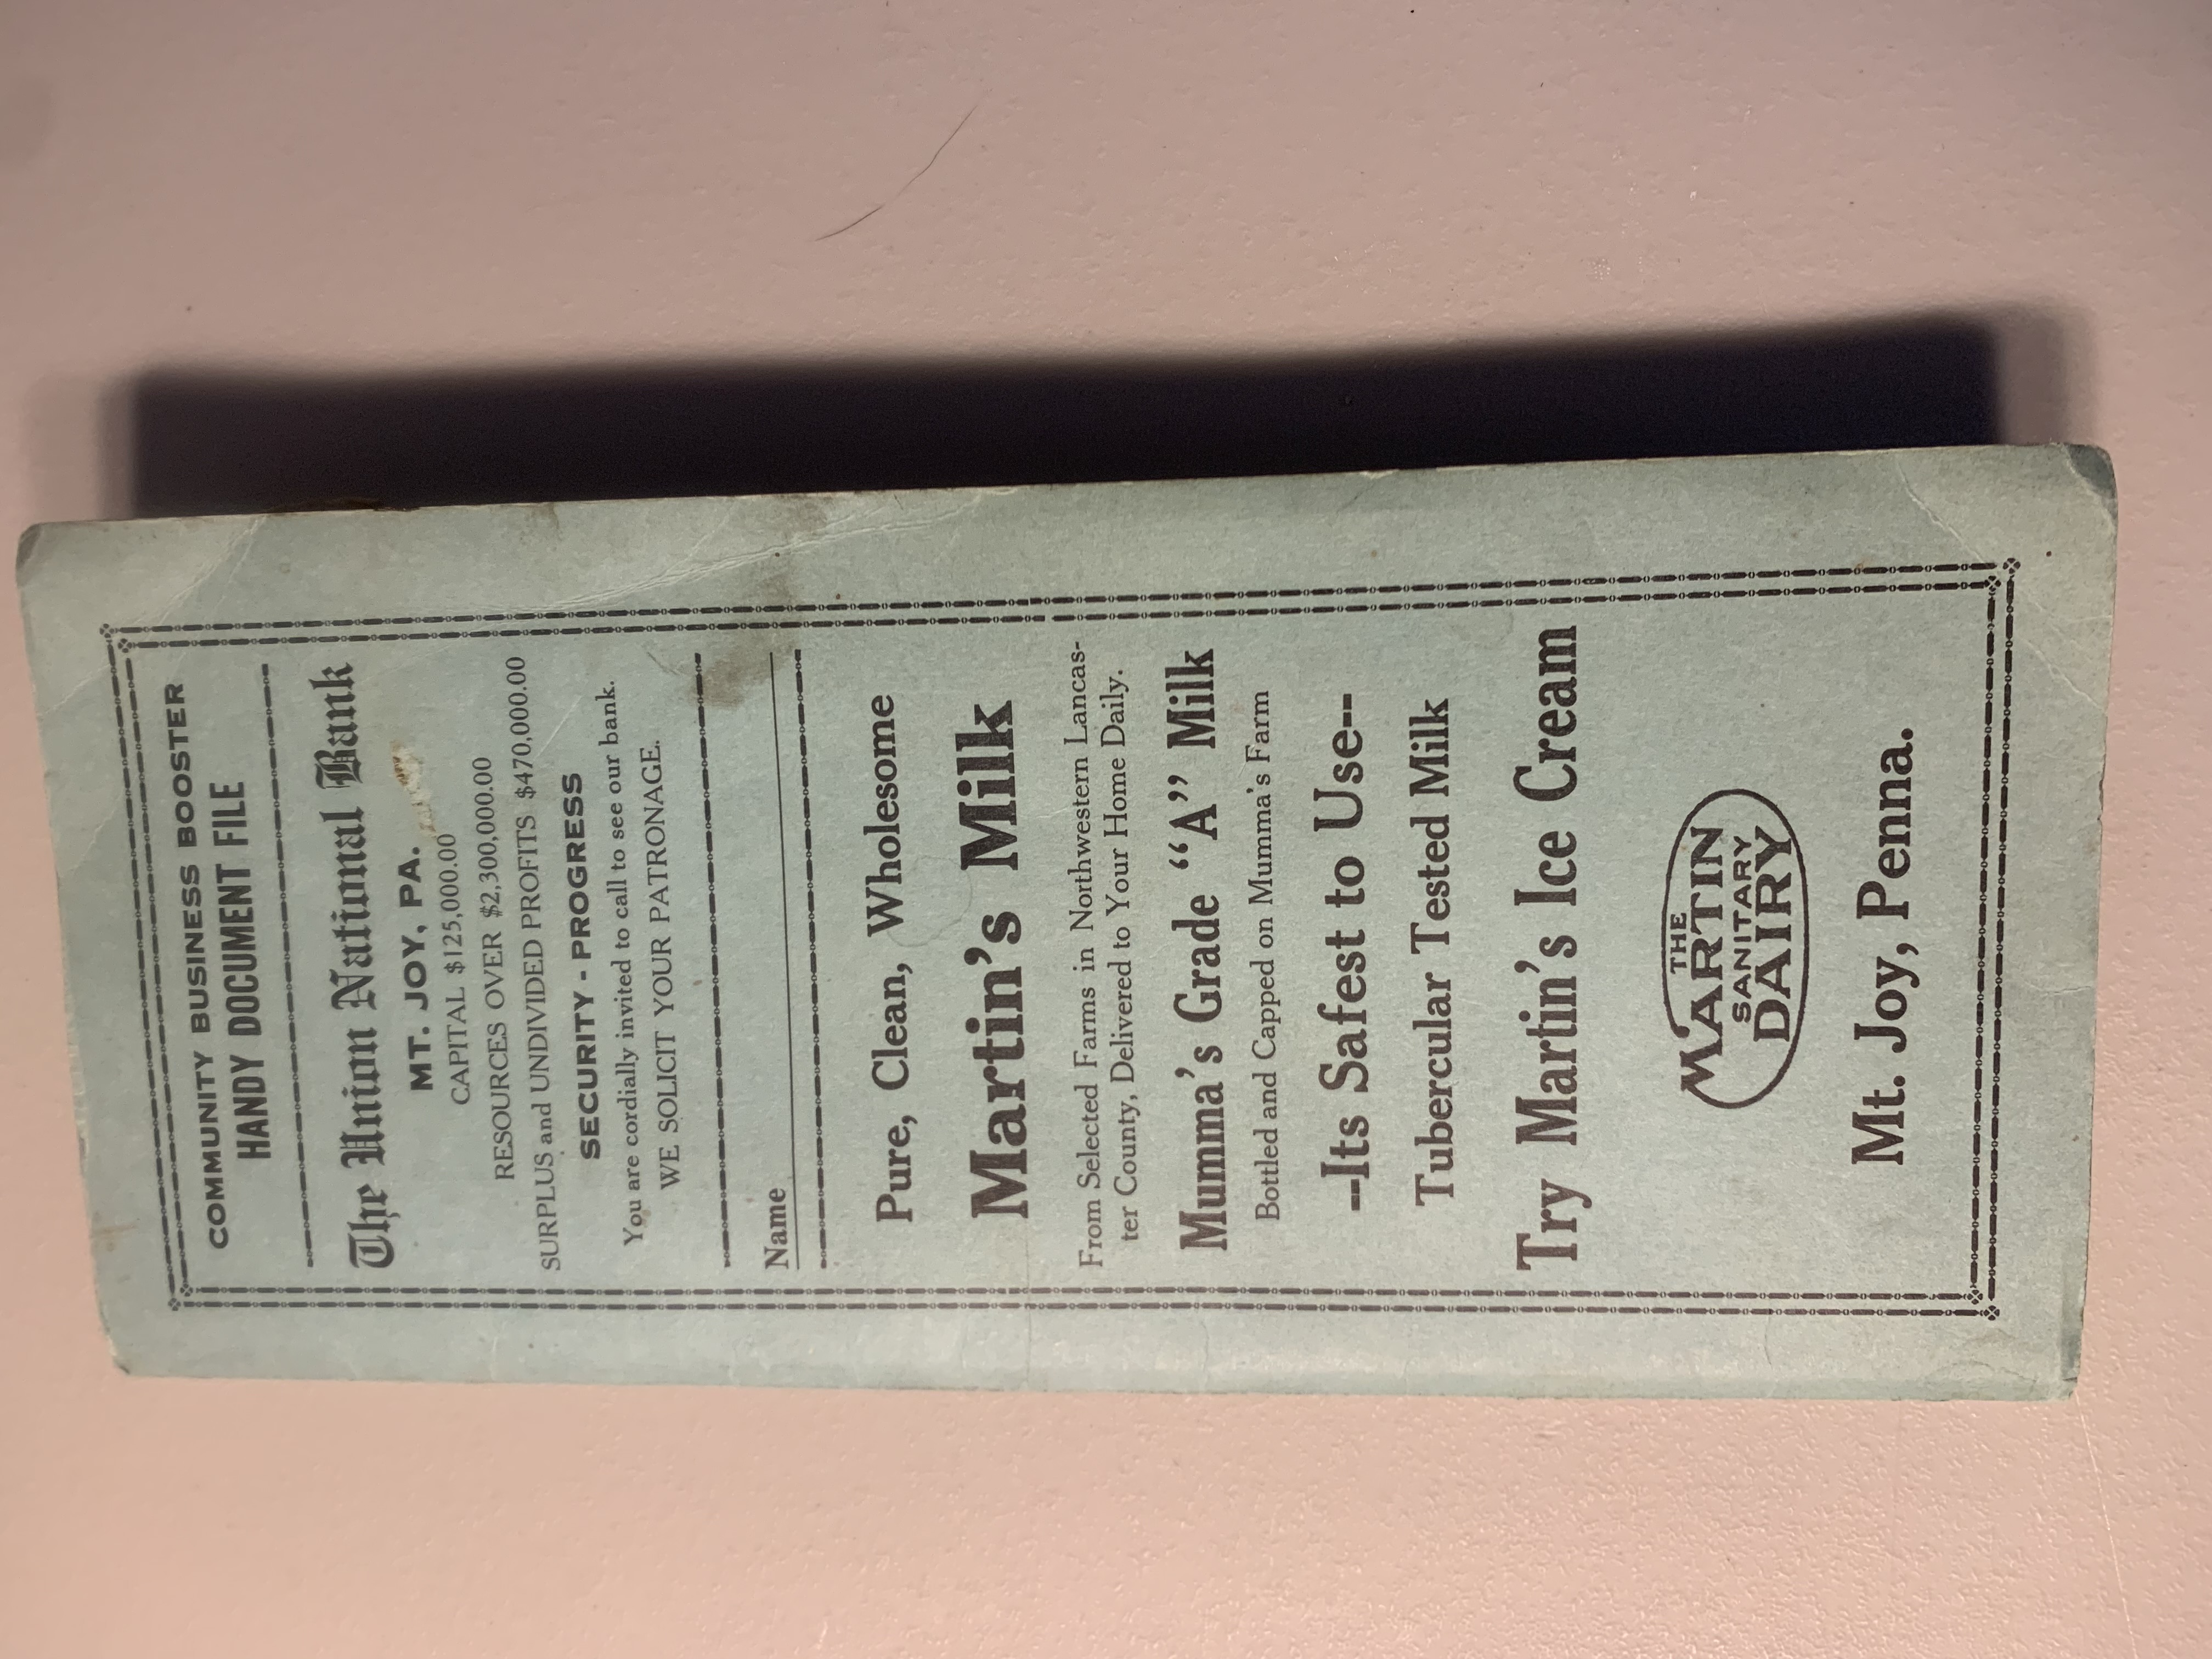 COMMUNITY BUSINESS BOOSTER
HANDY DOCUMENT FILE
The Union National Bank
MT. JOY, PA.
CAPITAL $125,000.00
RESOURCES OVER $2,300,000.00
SURPLUS and UNDIVIDED PROFITS $470,000.00
SECURITY - PROGRESS
You are cordially invited to call to see our bank.
WE SOLICIT YOUR PATRONAGE.
Name
Pure, Clean, Wholesome
Martin's Milk
From Selected Farms in Northwestern Lancas-
ter County, Delivered to Your Home Daily.
Mumma's Grade "A" Milk
Bottled and Capped on Mumma's Farm
--Its Safest to Use--
Tubercular Tested Milk
Try Martin's Ice Cream
THE
MARTIN
SANITARY
DAIRY
Mt. Joy, Penna.